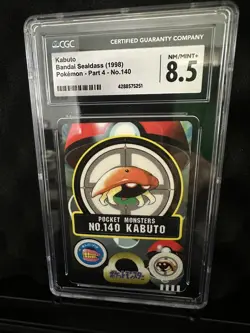 CGC
CERTIFIED GUARANTY COMPANY
Kabuto
Bandai Sealdass (1998)
Pokémon - Part 4 - No.140
4268575251
NM/MINT+
8.5
POCKET MONSTERS
NO.140 KABUTO